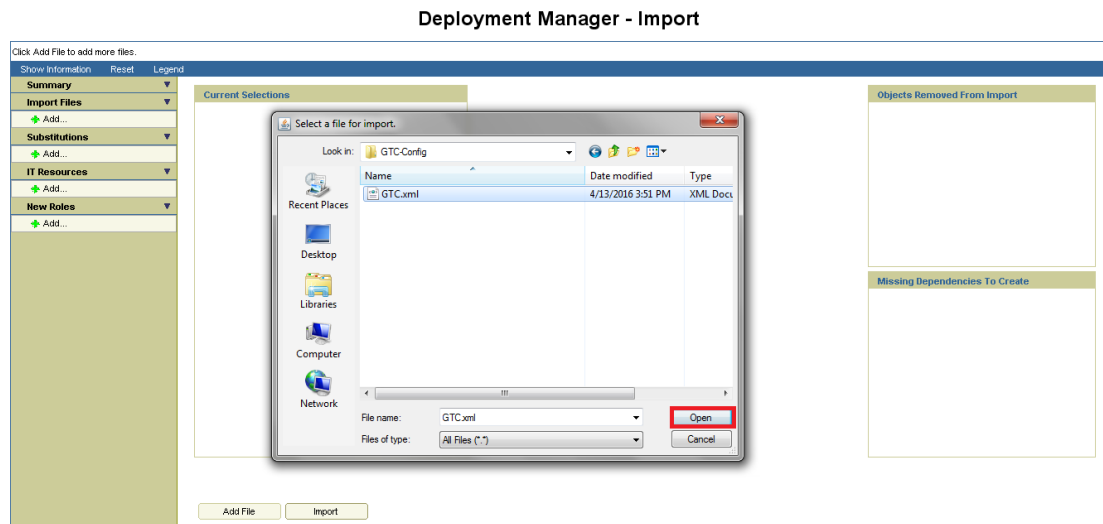 Deployment Manager - Import
Click Add File to add more files.
Show Information Reset Legend
Summary
Import Files
Add...
Substitutions
Add...
IT Resources
Add...
New Roles
Add...
Current Selections
Objects Removed From Import
Missing Dependencies To Create
Select a file for import.
Look in: GTC-Config
Name Date modified Type
GTC.xml 4/13/2016 3:51 PM XML Docu
Recent Places
Desktop
Libraries
Computer
Network
File name: GTC.xml Open
Files of type: All Files (*.*) Cancel
Add File Import